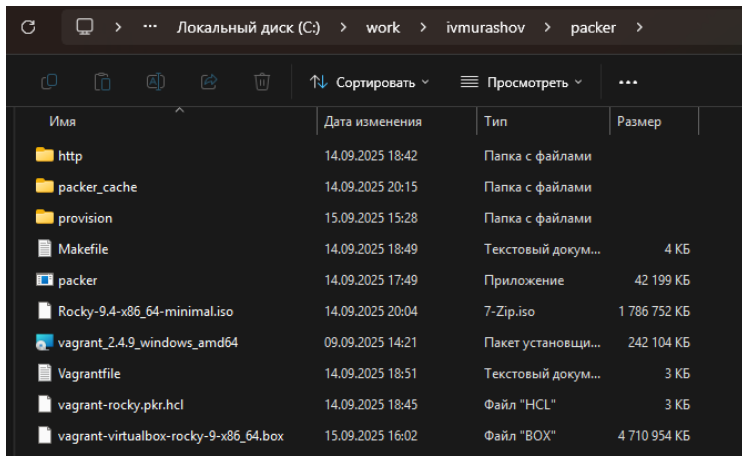 Локальный диск (C:) > work > ivmurashov > packer >
Сортировать Просмотреть
Имя Дата изменения Тип Размер
http 14.09.2025 18:42 Папка с файлами
packer_cache 14.09.2025 20:15 Папка с файлами
provision 15.09.2025 15:28 Папка с файлами
Makefile 14.09.2025 18:49 Текстовый докум... 4 КБ
packer 14.09.2025 17:49 Приложение 42 199 КБ
Rocky-9.4-x86_64-minimal.iso 14.09.2025 20:04 7-Zip.iso 1 786 752 КБ
vagrant_2.4.9_windows_amd64 09.09.2025 14:21 Пакет установщи... 242 104 КБ
Vagrantfile 14.09.2025 18:51 Текстовый докум... 3 КБ
vagrant-rocky.pkr.hcl 14.09.2025 18:45 Файл "HCL" 3 КБ
vagrant-virtualbox-rocky-9-x86_64.box 15.09.2025 16:02 Файл "BOX" 4 710 954 КБ